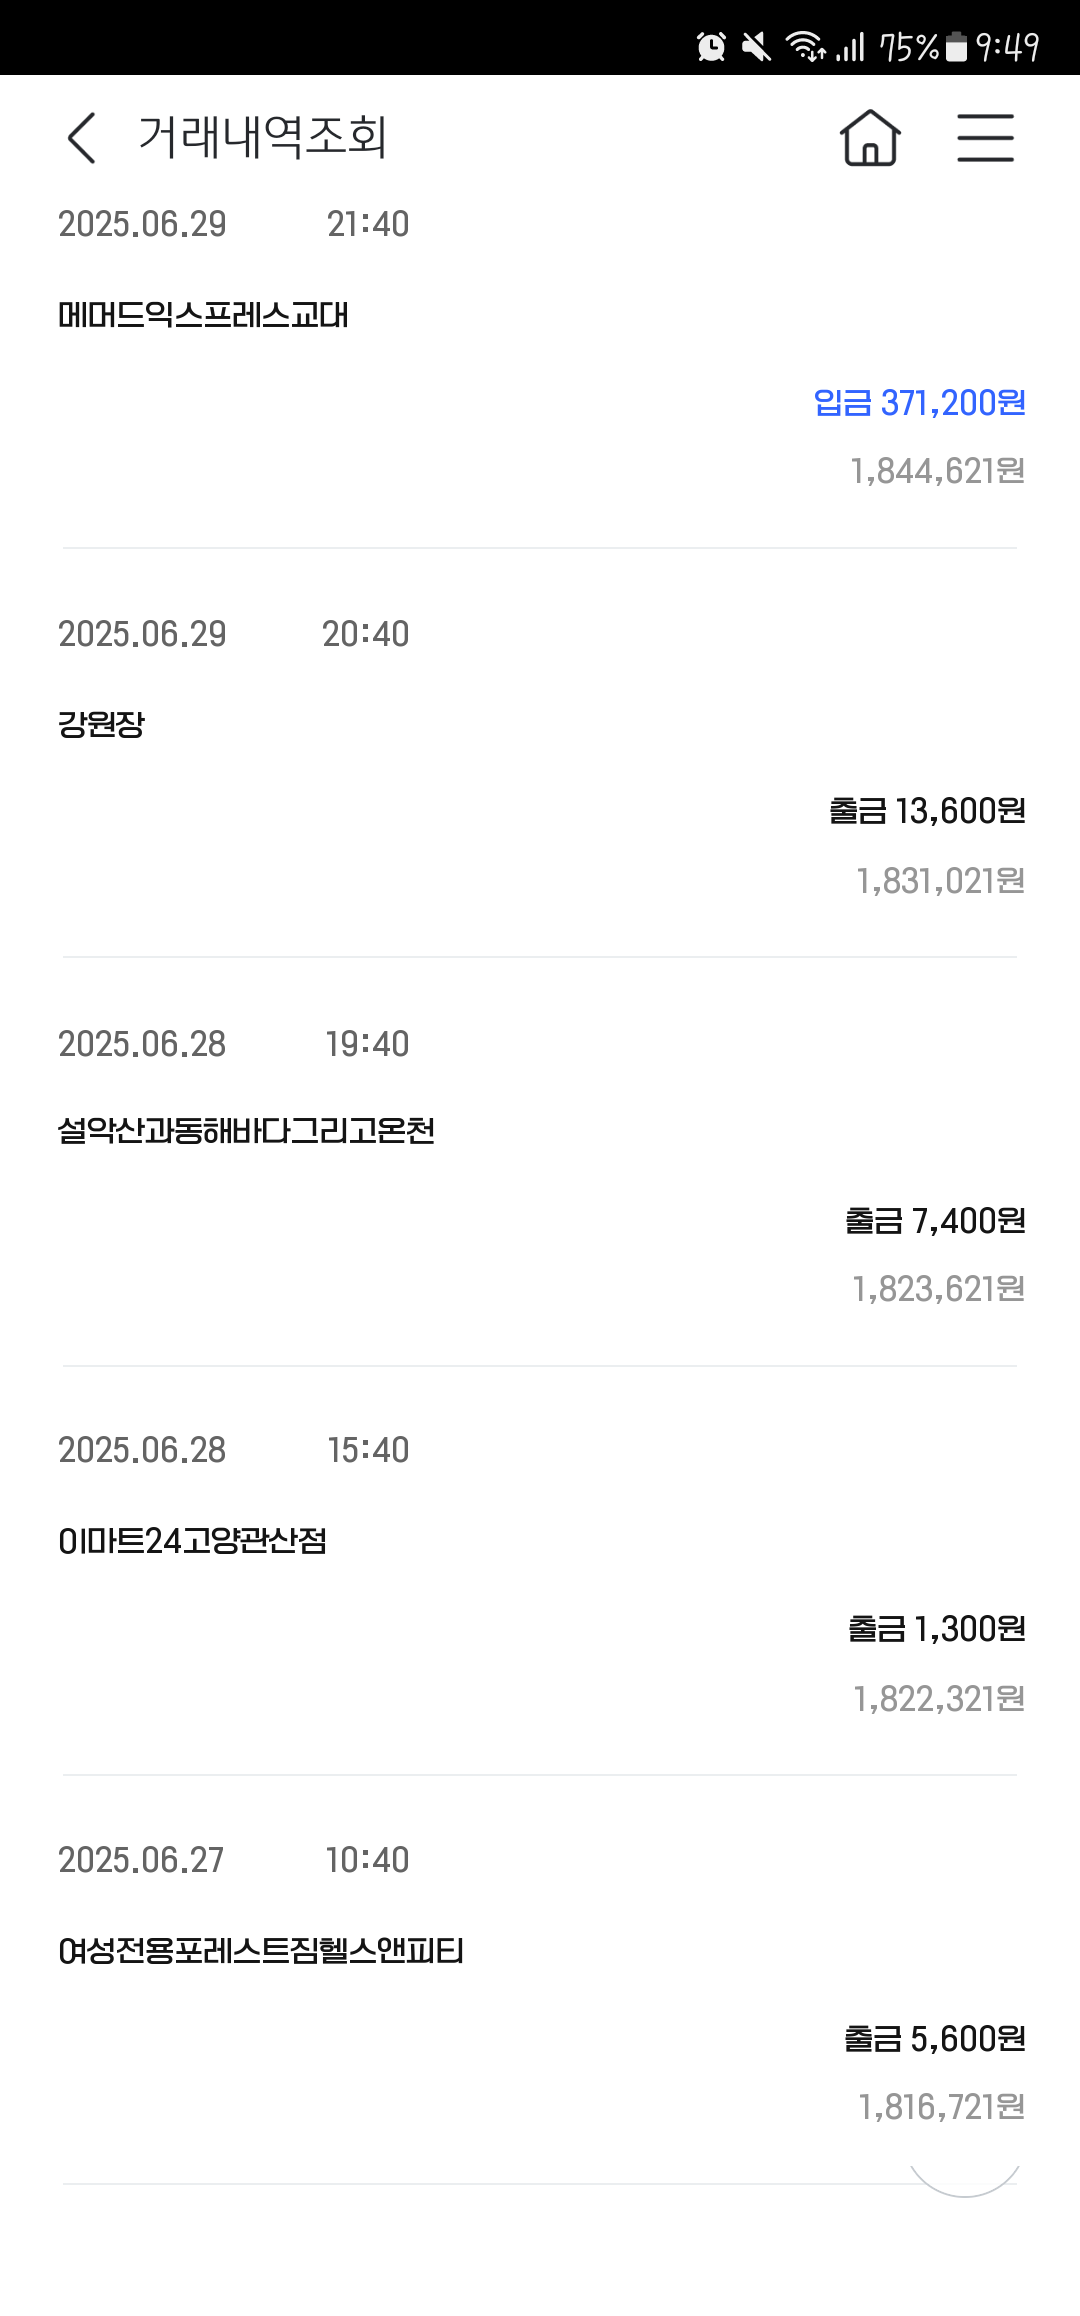 75% 9:49
거래내역조회
2025.06.29 21:40
메머드익스프레스교대
입금 371,200원
1,844,621원
2025.06.29 20:40
강원장
출금 13,600원
1,831,021원
2025.06.28 19:40
설악산과동해바다그리고온천
출금 7,400원
1,823,621원
2025.06.28 15:40
이마트24고양관산점
출금 1,300원
1,822,321원
2025.06.27 10:40
여성전용포레스트짐헬스앤피티
출금 5,600원
1,816,721원